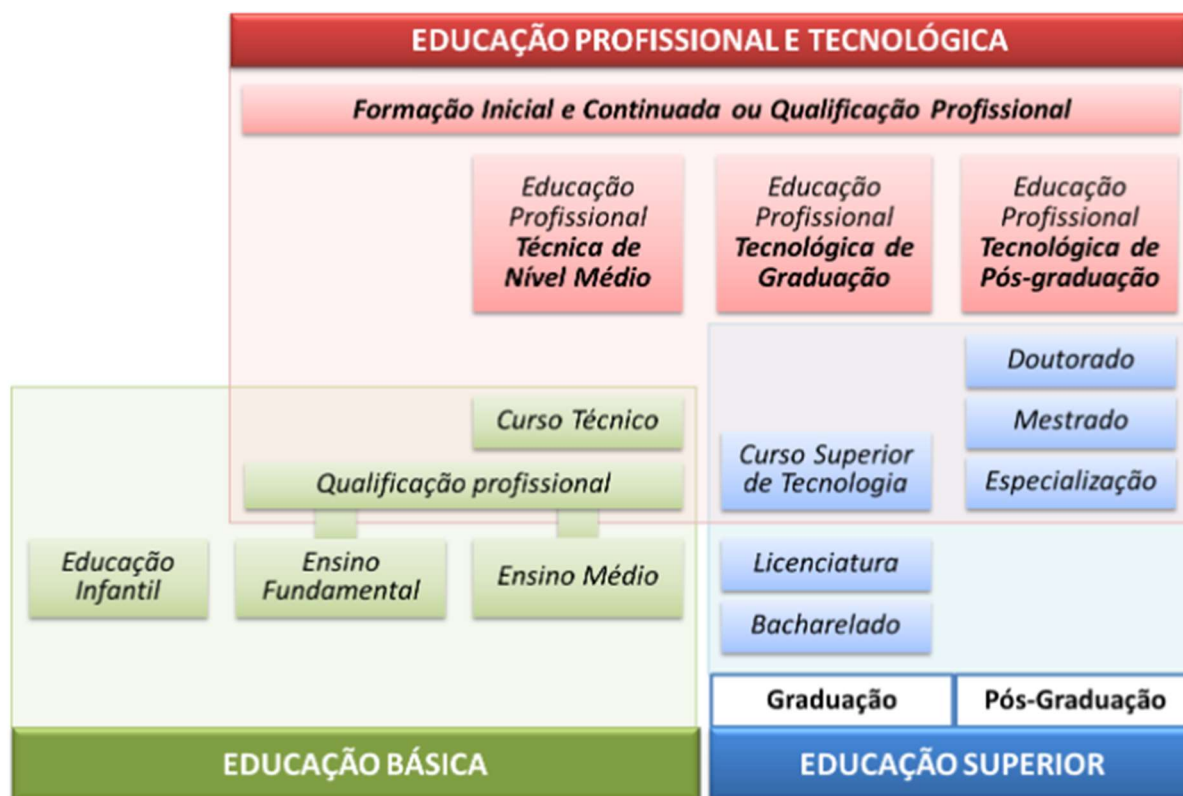 EDUCAÇÃO PROFISSIONAL E TECNOLÓGICA
Formação Inicial e Continuada ou Qualificação Profissional
Educação
Profissional
Técnica de
Nível Médio
Educação
Profissional
Tecnológica de
Graduação
Educação
Profissional
Tecnológica de
Pós-graduação
Curso Técnico
Qualificação profissional
Educação
Infantil
Ensino
Fundamental
Ensino Médio
Curso Superior
de Tecnologia
Licenciatura
Bacharelado
Doutorado
Mestrado
Especialização
Graduação
Pós-Graduação
EDUCAÇÃO BÁSICA
EDUCAÇÃO SUPERIOR